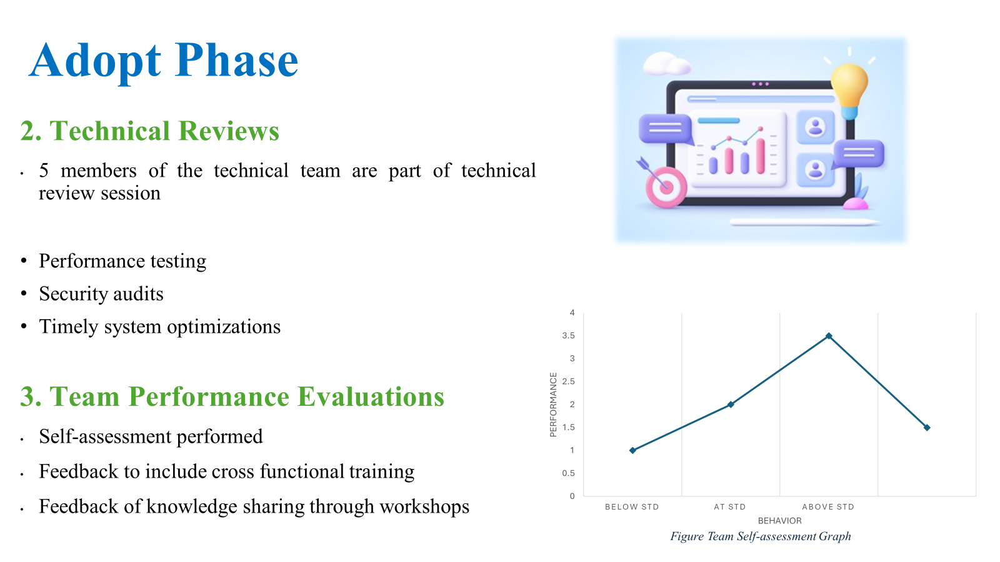 Adopt Phase
2. Technical Reviews
• 5 members of the technical team are part of technical
review session
• Performance testing
• Security audits
• Timely system optimizations
3. Team Performance Evaluations
• Self-assessment performed
• Feedback to include cross functional training
• Feedback of knowledge sharing through workshops
4
3.5
3
2.5
2
1.5
1
0.5
0
PERFORMANCE
BELOW STD AT STD ABOVE STD
BEHAVIOR
Figure Team Self-assessment Graph